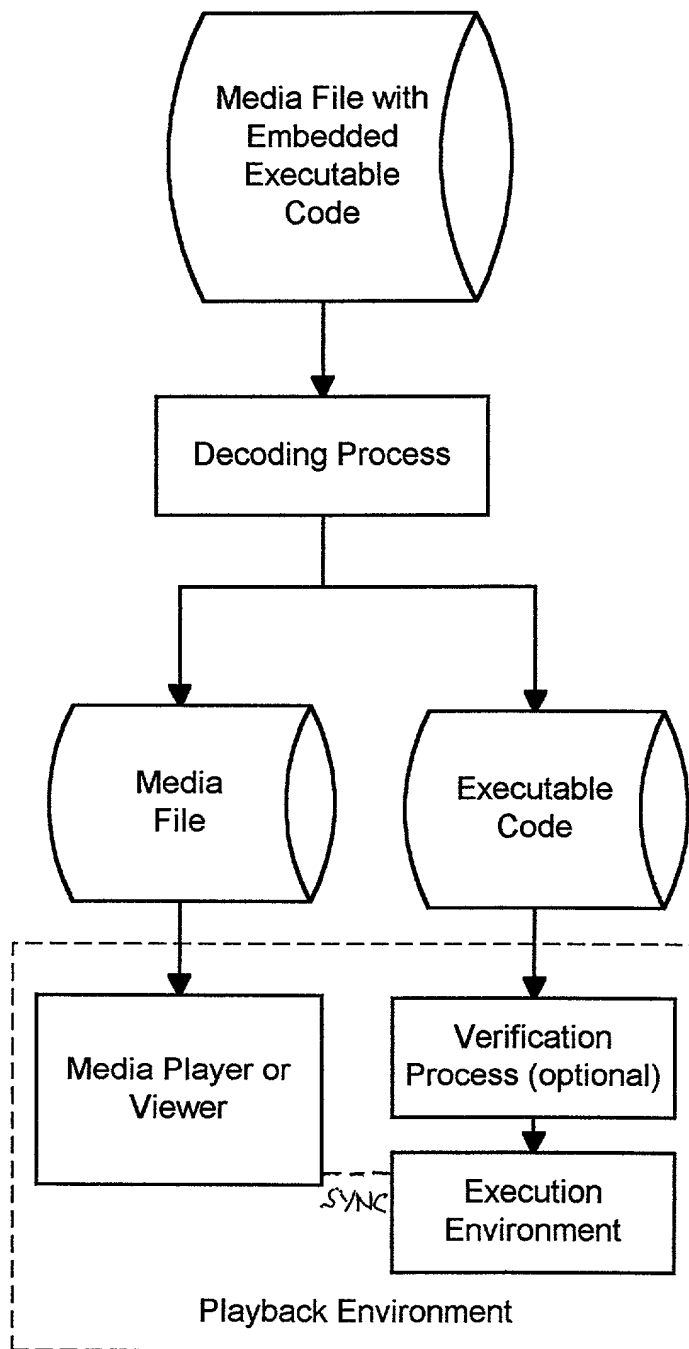 Media File with
Embedded
Executable
Code
Decoding Process
Media
File
Executable
Code
Media Player or
Viewer
Verification
Process (optional)
SYNC
Execution
Environment
Playback Environment